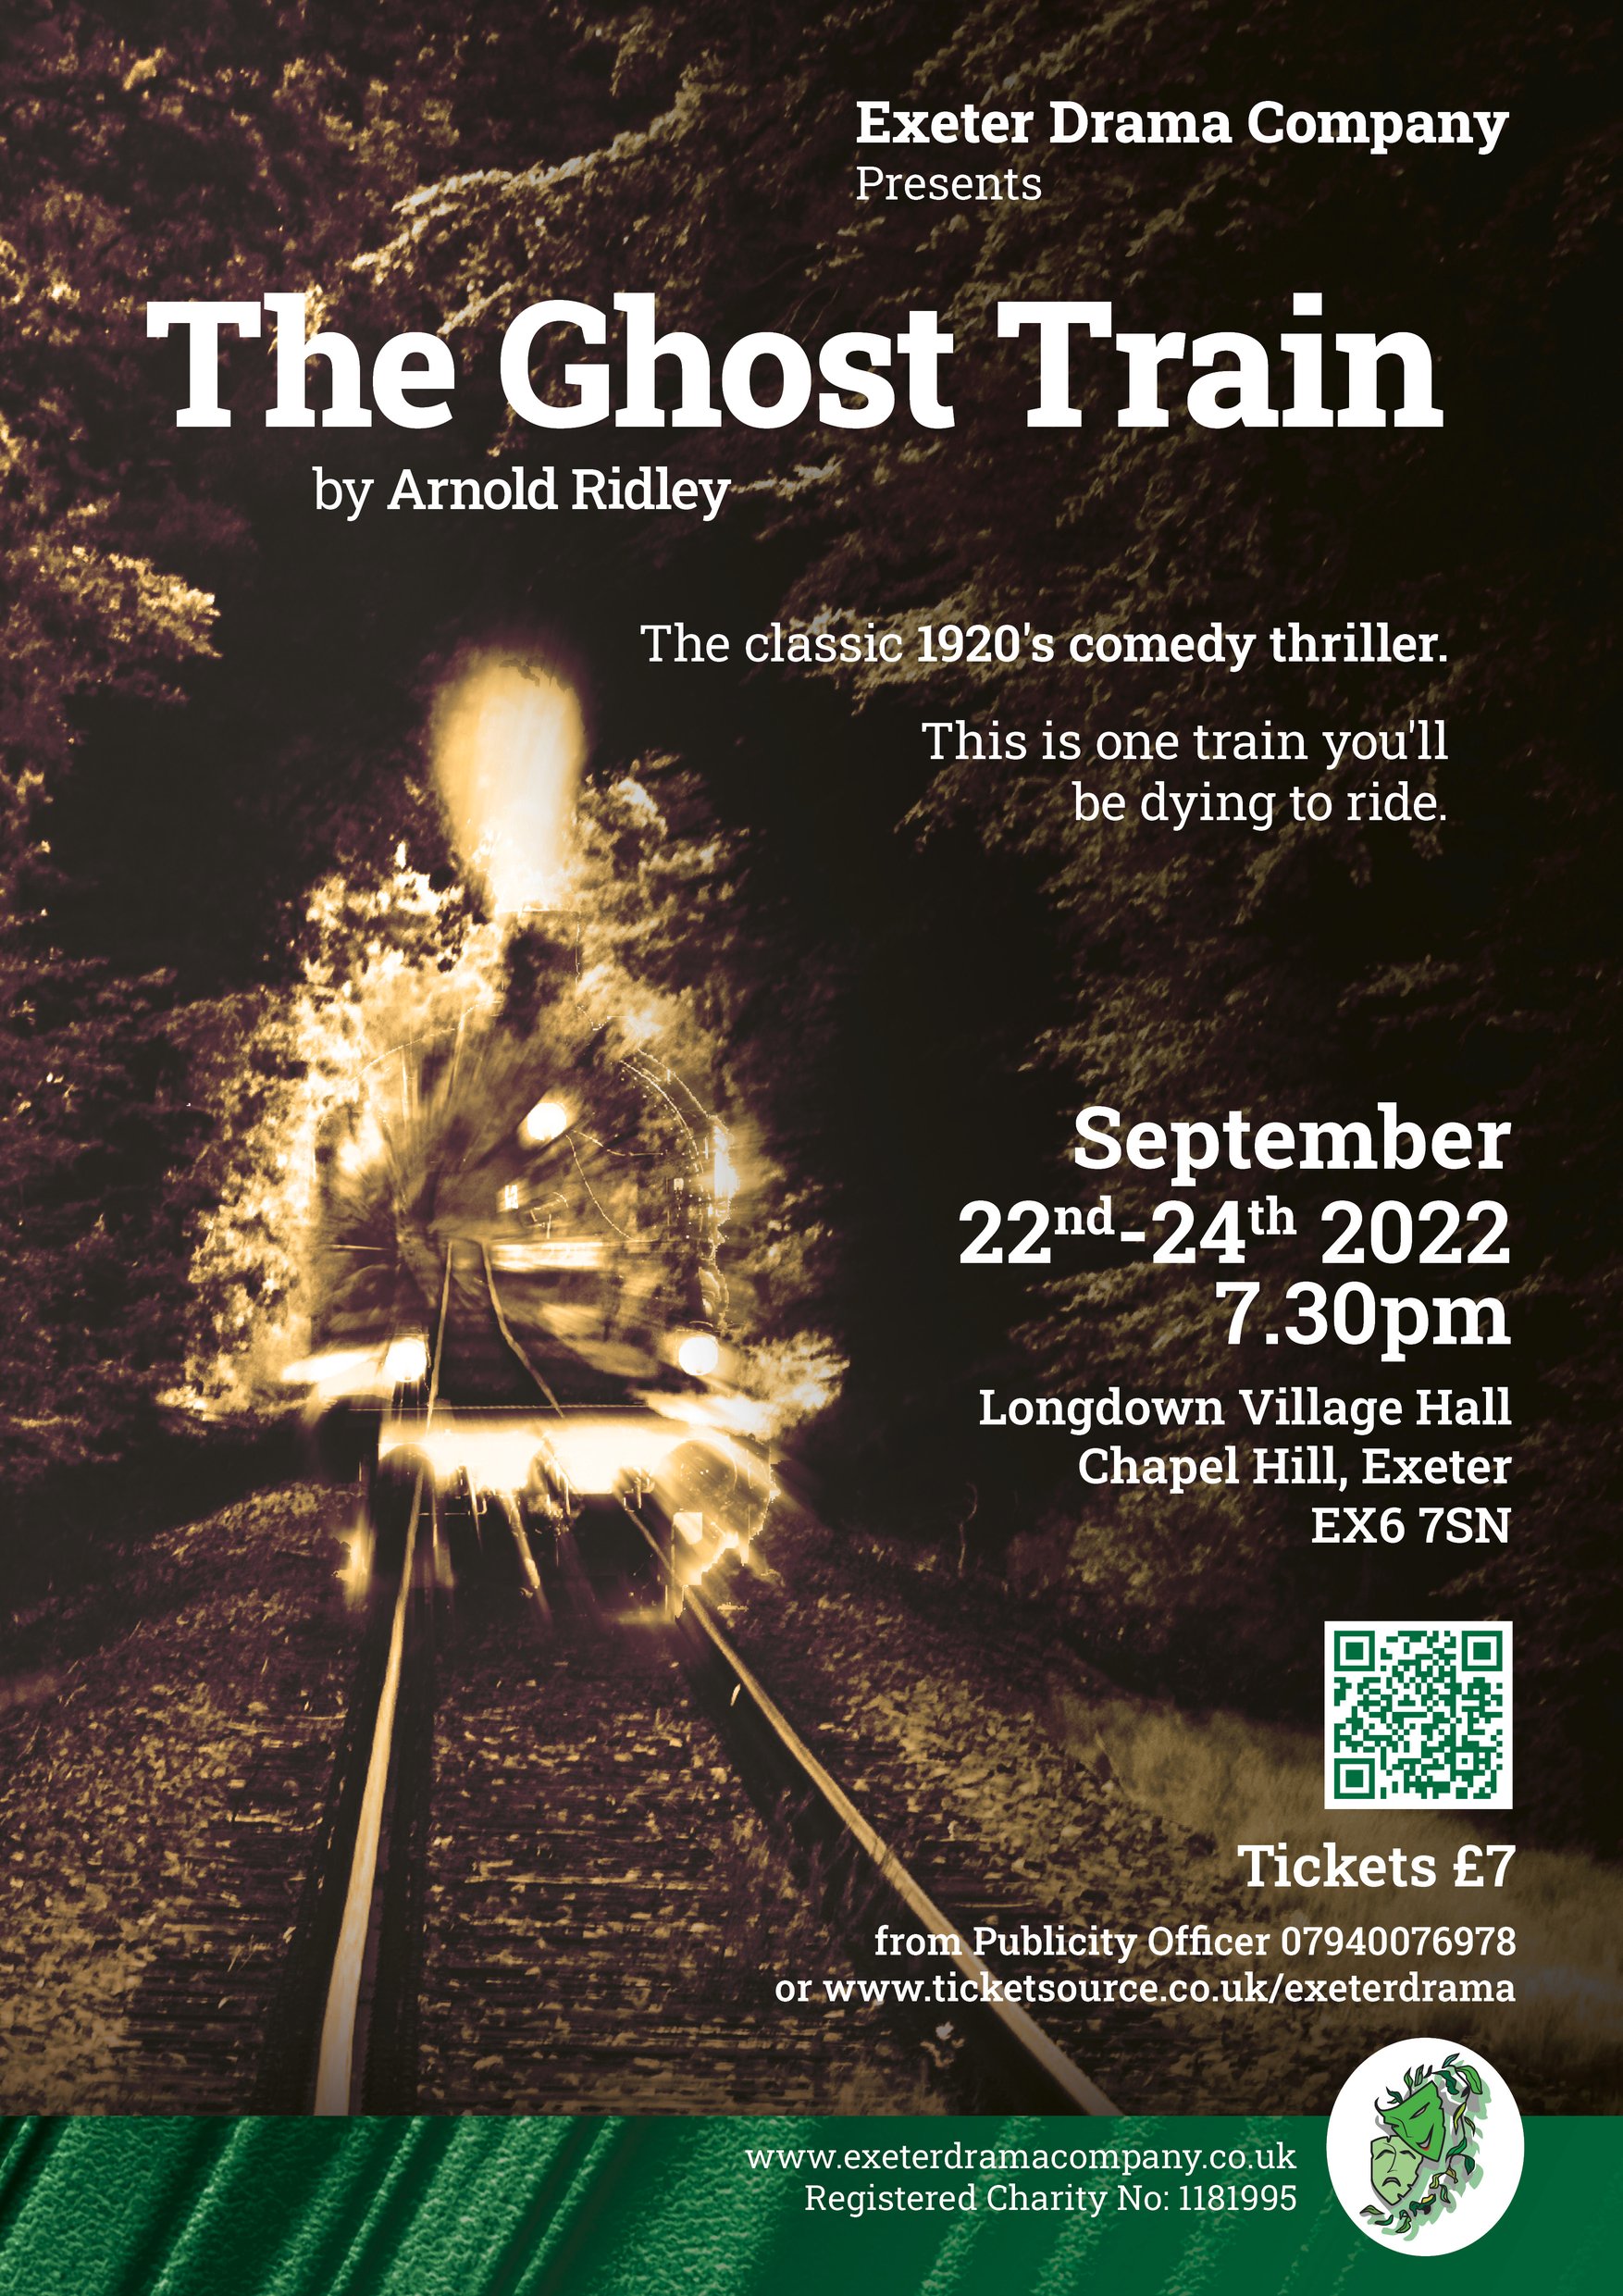 Exeter Drama Company
Presents
The Ghost Train
by Arnold Ridley
The classic 1920's comedy thriller.
This is one train you'll
be dying to ride.
September
22nd-24th 2022
7.30pm
Longdown Village Hall
Chapel Hill, Exeter
EX6 7SN
Tickets £7
from Publicity Officer 07940076978
or www.ticketsource.co.uk/exeterdrama
www.exeterdramacompany.co.uk
Registered Charity No: 1181995